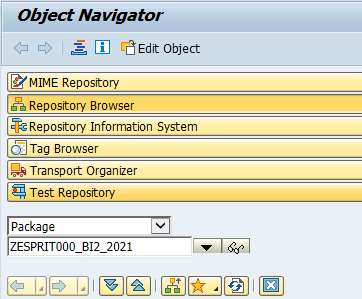 Object Navigator
Edit Object
MIME Repository
Repository Browser
Repository Information System
Tag Browser
Transport Organizer
Test Repository
Package
ZESPRIT000_BI2_2021